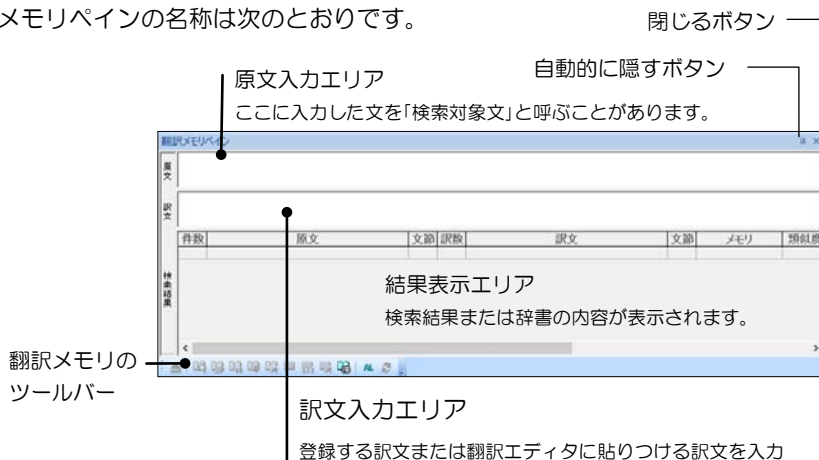 メモリペインの名称は次のとおりです。
閉じるボタン
自動的に隠すボタン
原文入力エリア
ここに入力した文を「検索対象文」と呼ぶことがあります。
翻訳メモリペイン
原文
訳文
件数 原文 文節 訳数 訳文 文節 メモリ 類似度
検索結果
結果表示エリア
検索結果または辞書の内容が表示されます。
翻訳メモリの
ツールバー
AL
訳文入力エリア
登録する訳文または翻訳エディタに貼りつける訳文を入力